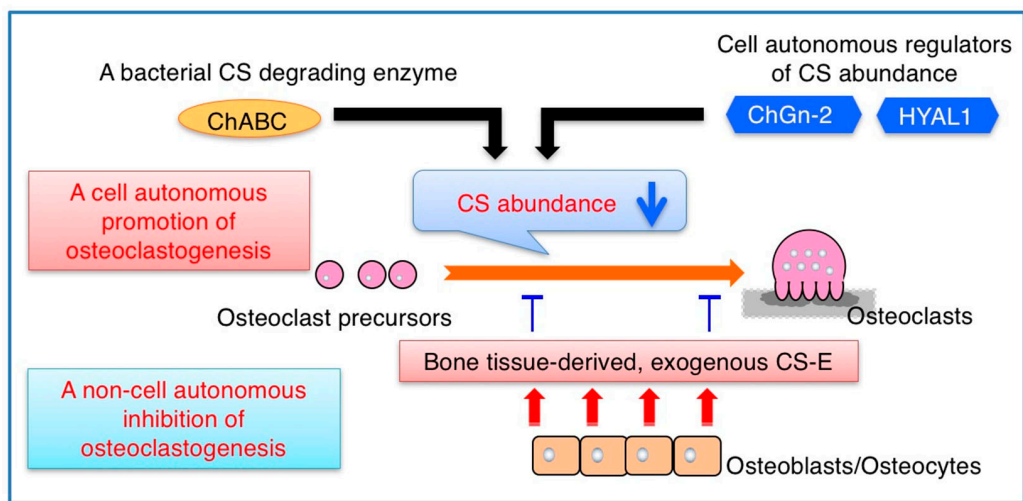 A bacterial CS degrading enzyme
ChABC
Cell autonomous regulators
of CS abundance
ChGn-2
HYAL1
A cell autonomous
promotion of
osteoclastogenesis
CS abundance
Osteoclast precursors
Osteoclasts
Bone tissue-derived, exogenous CS-E
A non-cell autonomous
inhibition of
osteoclastogenesis
Osteoblasts/Osteocytes